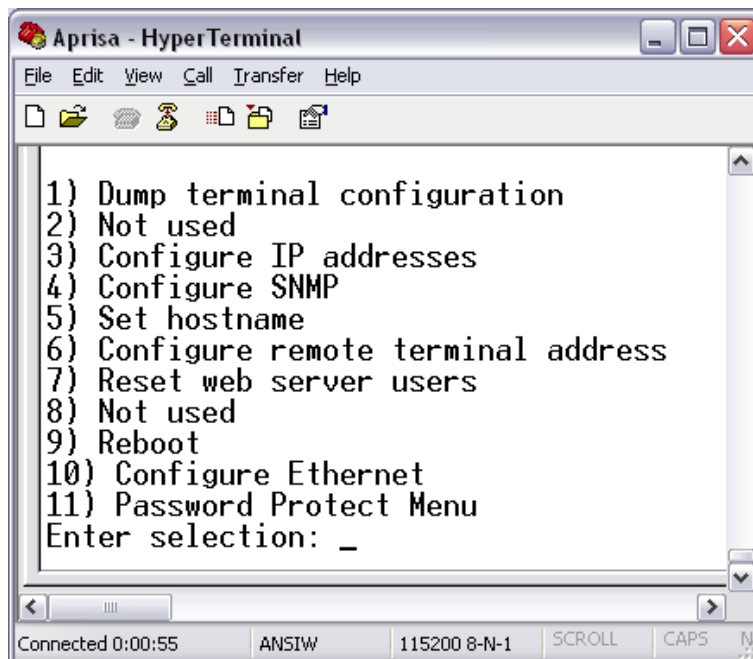 Aprisa - HyperTerminal
File Edit View Call Transfer Help
1) Dump terminal configuration
2) Not used
3) Configure IP addresses
4) Configure SNMP
5) Set hostname
6) Configure remote terminal address
7) Reset web server users
8) Not used
9) Reboot
10) Configure Ethernet
11) Password Protect Menu
Enter selection: _
Connected 0:00:55 ANSIW 115200 8-N-1 SCROLL CAPS N